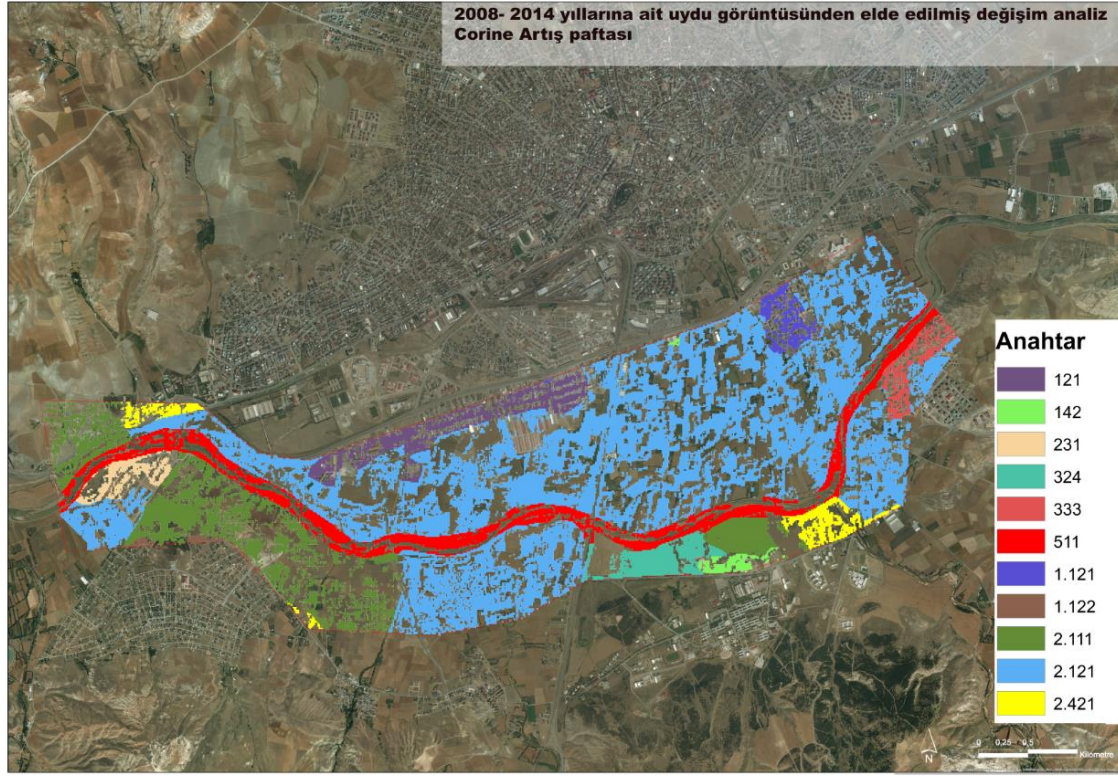 2008- 2014 yıllarına ait uydu görüntüsünden elde edilmiş değişim analiz
Corine Artış paftası
Anahtar
121
142
231
324
333
511
1.121
1.122
2.111
2.121
2.421
0 0,25 0,5 1
Kilometre
N